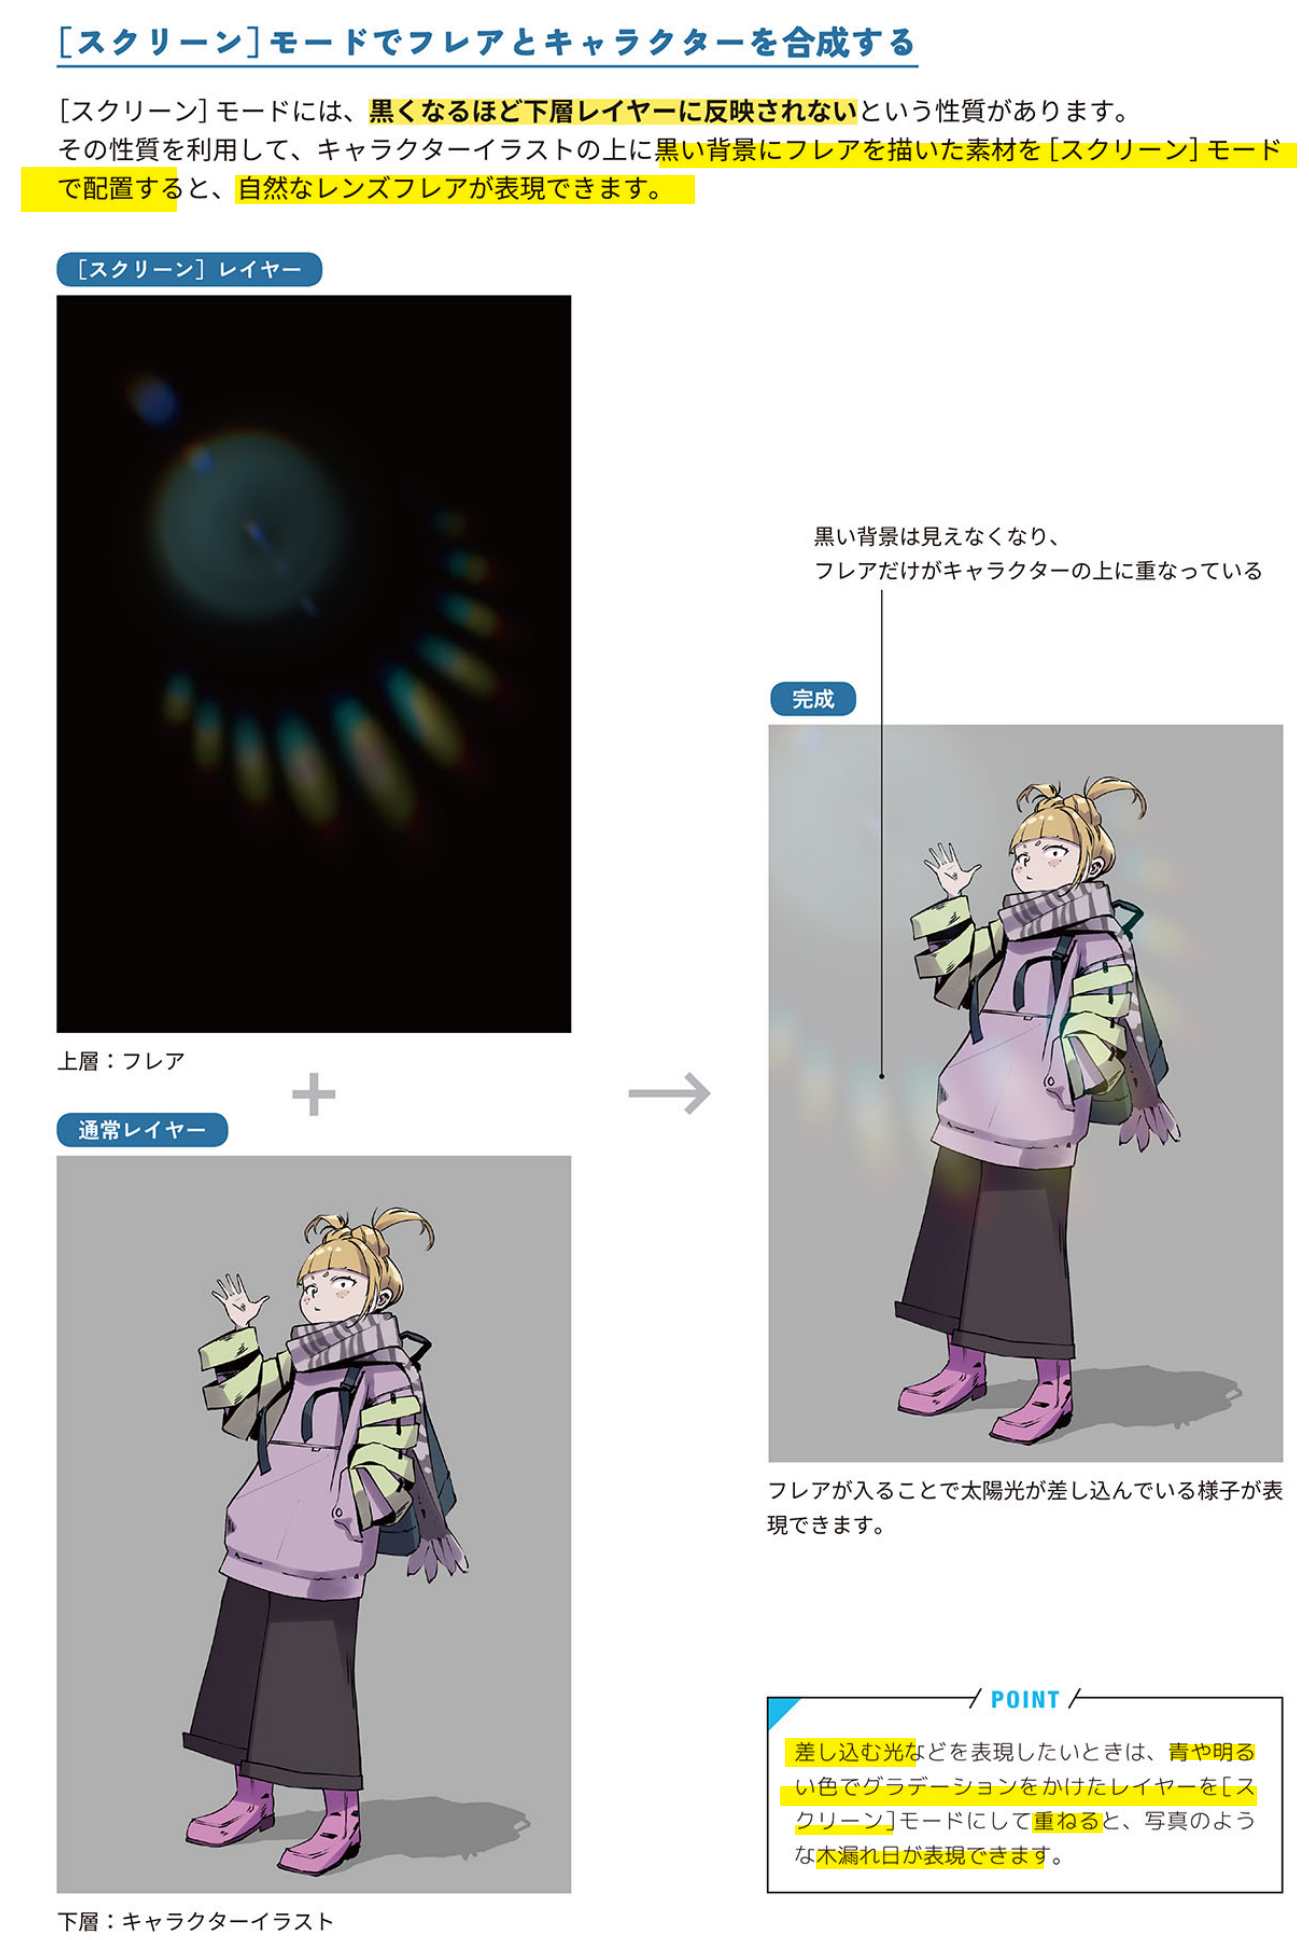 ［スクリーン］モードでフレアとキャラクターを合成する
［スクリーン］モードには、黒くなるほど下層レイヤーに反映されないという性質があります。
その性質を利用して、キャラクターイラストの上に黒い背景にフレアを描いた素材を［スクリーン］モード
で配置すると、自然なレンズフレアが表現できます。
［スクリーン］レイヤー
上層：フレア
+
通常レイヤー
下層：キャラクターイラスト
→
黒い背景は見えなくなり、
フレアだけがキャラクターの上に重なっている
完成
フレアが入ることで太陽光が差し込んでいる様子が表
現できます。
POINT
差し込む光などを表現したいときは、青や明る
い色でグラデーションをかけたレイヤーを［ス
クリーン］モードにして重ねると、写真のよう
な木漏れ日が表現できます。